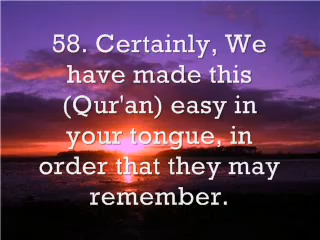 58. Certainly, We
have made this
(Qur'an) easy in
your tongue, in
order that they may
remember.